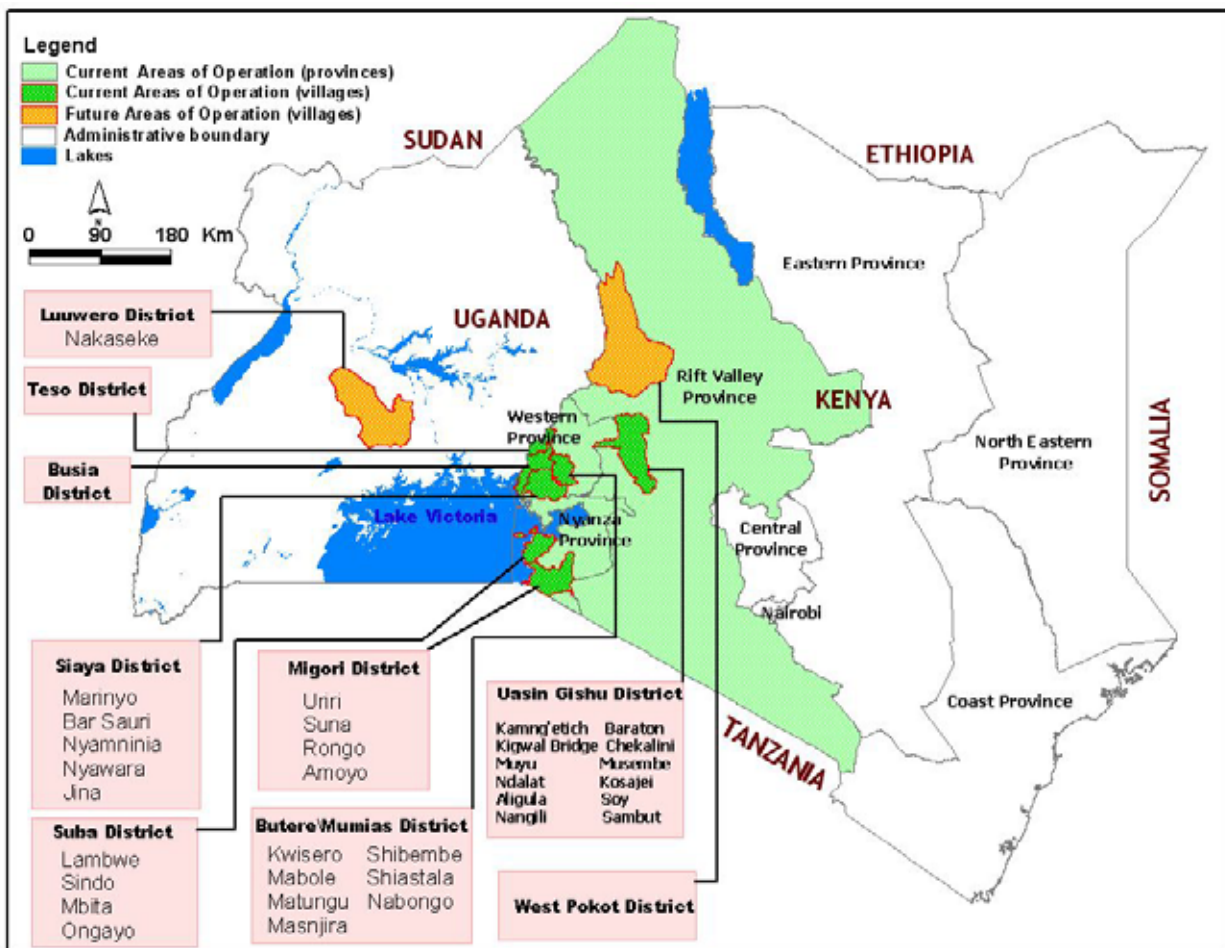 Legend
Current Areas of Operation (provinces)
Current Areas of Operation (villages)
Future Areas of Operation (villages)
Administrative boundary
Lakes
N
0 90 180 Km
SUDAN
ETHIOPIA
Eastern Province
UGANDA
Luuwero District
Nakaseke
Teso District
Busia
District
Rift Valley
Province
KENYA
Western
Province
North Eastern
Province
SOMALIA
Lake Victoria
Nyanza
Province
Central
Province
Nairobi
Coast Province
TANZANIA
Siaya District
Marinyo
Bar Sauri
Nyamninia
Nyawara
Jina
Suba District
Lambwe
Sindo
Mbita
Ongayo
Migori District
Uriri
Suna
Rongo
Amoyo
Butere\Mumias District
Kwisero Shibembe
Mabole Shiastala
Matungu Nabongo
Masnjira
Uasin Gishu District
Kamng'etich Baraton
Kigwal Bridge Chekalini
Muyu Musembe
Ndalat Kosajei
Aligula Soy
Nangili Sambut
West Pokot District